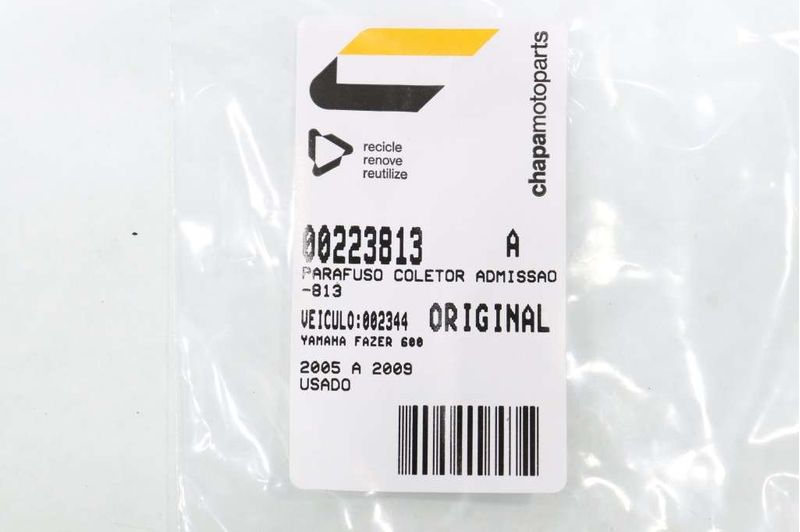 chapamotoparts
recicle
renove
reutilize
00223813 A
PARAFUSO COLETOR ADMISSAO
-813
VEICULO:002344 ORIGINAL
YAMAHA FAZER 600
2005 A 2009
USADO